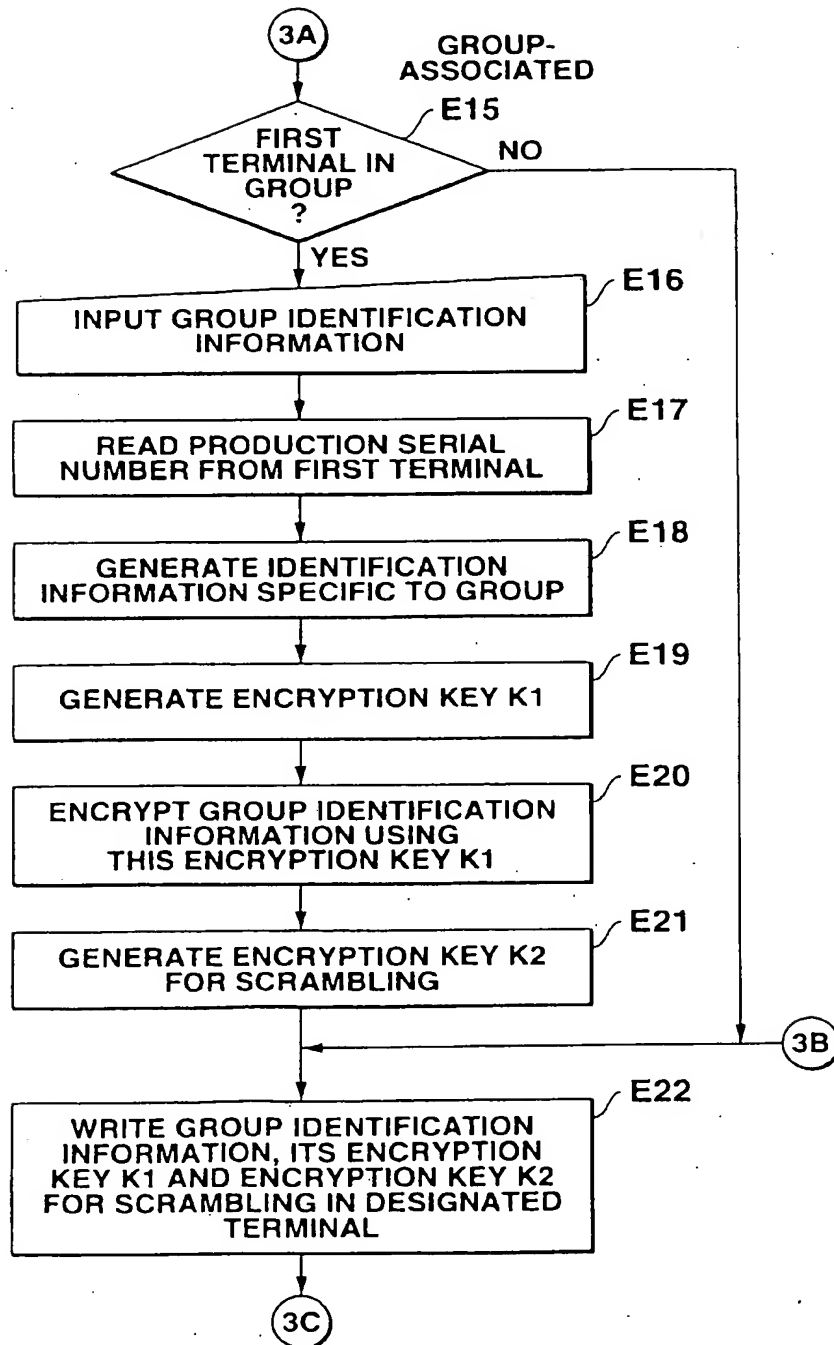 3A
GROUP-
ASSOCIATED
E15
FIRST
TERMINAL IN
GROUP
?
NO
YES
E16
INPUT GROUP IDENTIFICATION
INFORMATION
E17
READ PRODUCTION SERIAL
NUMBER FROM FIRST TERMINAL
E18
GENERATE IDENTIFICATION
INFORMATION SPECIFIC TO GROUP
E19
GENERATE ENCRYPTION KEY K1
E20
ENCRYPT GROUP IDENTIFICATION
INFORMATION USING
THIS ENCRYPTION KEY K1
E21
GENERATE ENCRYPTION KEY K2
FOR SCRAMBLING
3B
E22
WRITE GROUP IDENTIFICATION
INFORMATION, ITS ENCRYPTION
KEY K1 AND ENCRYPTION KEY K2
FOR SCRAMBLING IN DESIGNATED
TERMINAL
3C